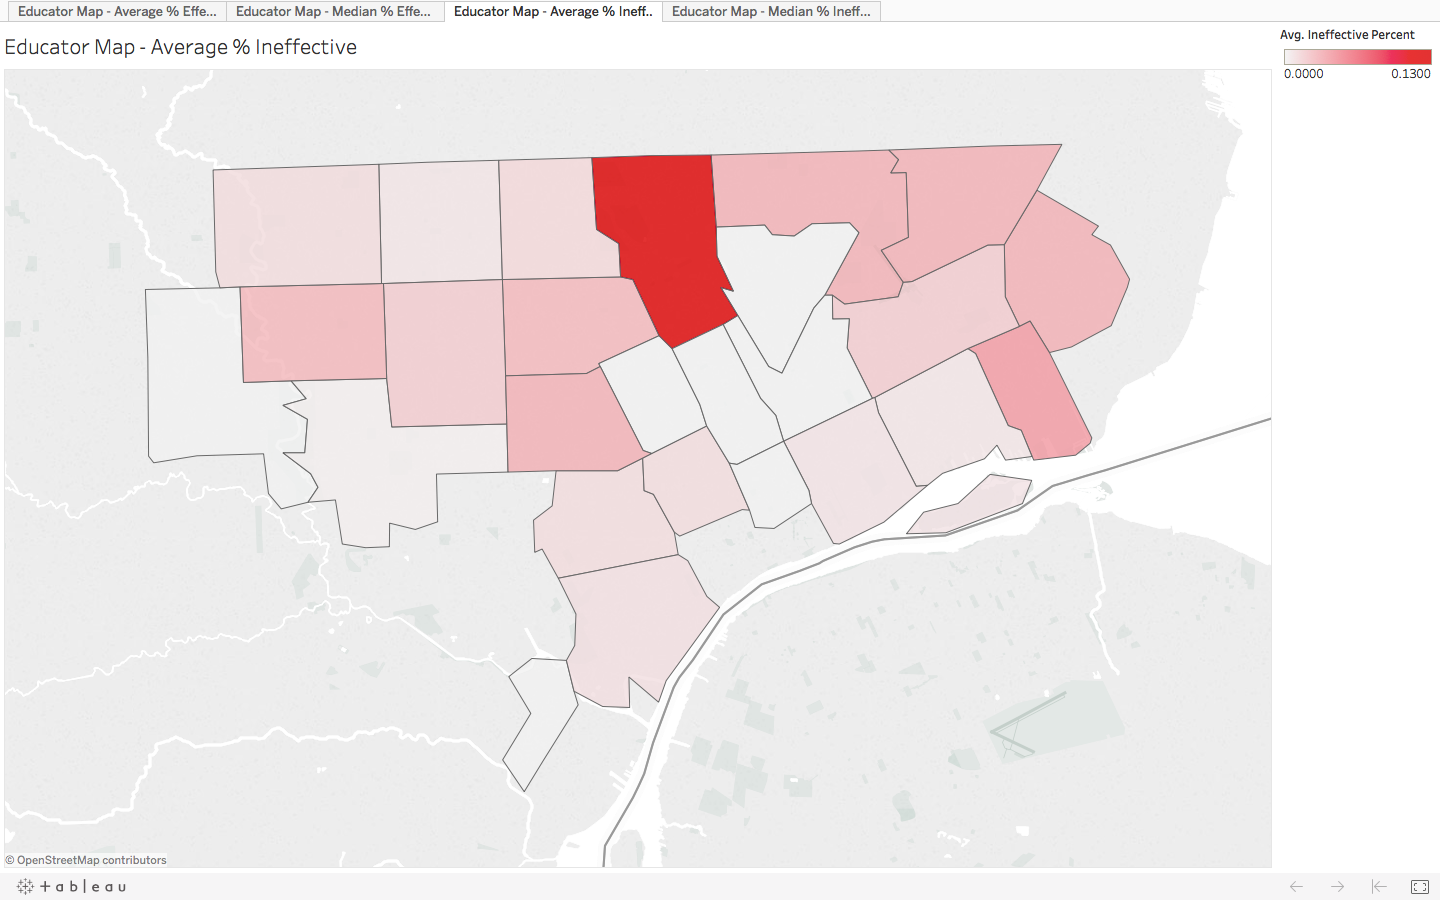 Educator Map - Average % Effe...
Educator Map - Median % Effe...
Educator Map - Average % Ineff..
Educator Map - Median % Ineff...
Educator Map - Average % Ineffective
Avg. Ineffective Percent
0.0000 0.1300
© OpenStreetMap contributors
+ableau